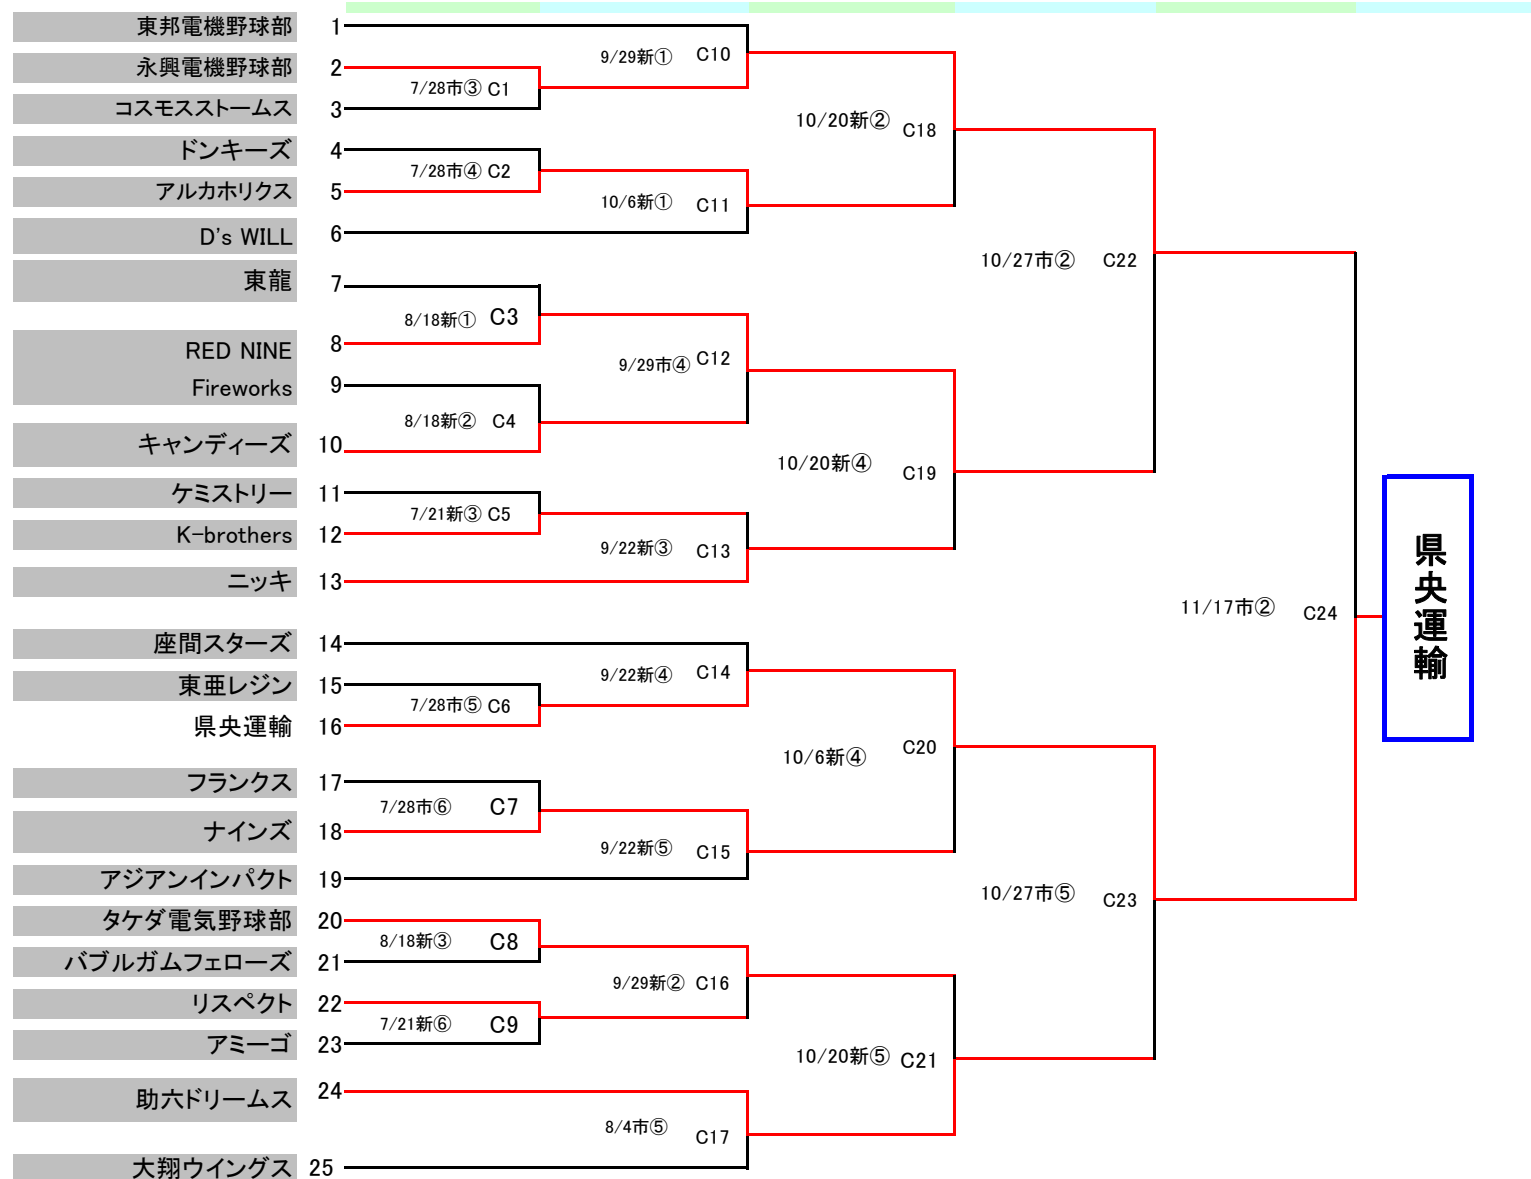 東邦電機野球部 1
永興電機野球部 2
コスモスストームス 3
ドンキーズ 4
アルカホリクス 5
D's WILL 6
東龍 7
RED NINE 8
Fireworks 9
キャンディーズ 10
ケミストリー 11
K-brothers 12
ニッキ 13
座間スターズ 14
東亜レジン 15
県央運輸 16
フランクス 17
ナインズ 18
アジアンインパクト 19
タケダ電気野球部 20
バブルガムフェローズ 21
リスペクト 22
アミーゴ 23
助六ドリームス 24
大翔ウイングス 25
7/28市③ C1
7/28市④ C2
8/18新① C3
8/18新② C4
7/21新③ C5
7/28市⑤ C6
7/28市⑥ C7
8/18新③ C8
7/21新⑥ C9
9/29新① C10
10/6新① C11
9/29市④ C12
9/22新③ C13
9/22新④ C14
9/22新⑤ C15
9/29新② C16
8/4市⑤ C17
10/20新② C18
10/20新④ C19
10/6新④ C20
10/20新⑤ C21
10/27市② C22
10/27市⑤ C23
11/17市② C24
県央運輸